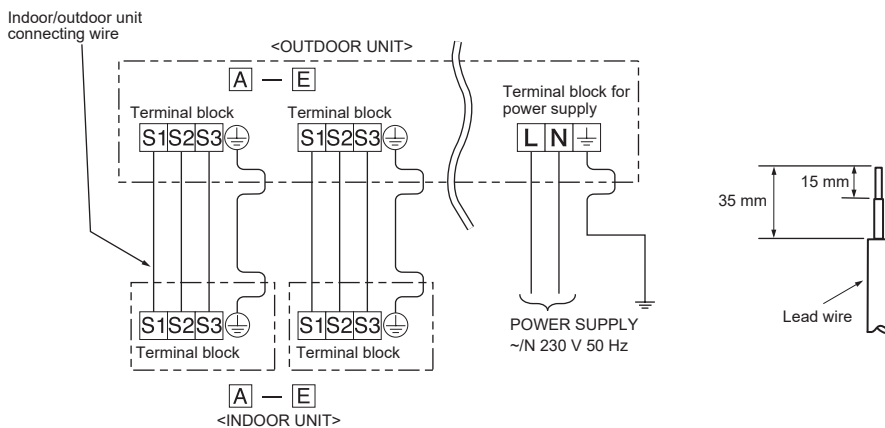 Indoor/outdoor unit
connecting wire
<OUTDOOR UNIT>
A — E
Terminal block
S1 S2 S3
Terminal block
S1 S2 S3
Terminal block for
power supply
L N
S1 S2 S3
Terminal block
S1 S2 S3
Terminal block
A — E
<INDOOR UNIT>
POWER SUPPLY
~/N 230 V 50 Hz
35 mm
15 mm
Lead wire